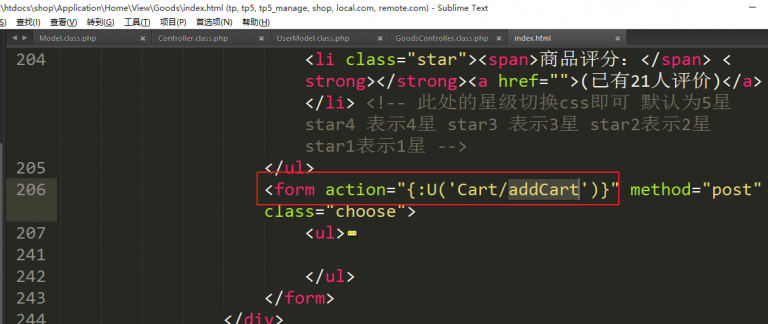 \htdocs\shop\Application\Home\View\Goods\index.html (tp, tp5, tp5_manage, shop, local.com, remote.com) - Sublime Text
(S) 查找(I) 查看(V) 转到(G) 工具(T) 项目(P) 首选项(N) 帮助(H)
Model.class.php × Controller.class.php × UserModel.class.php × GoodsController.class.php × index.html ×
204 <li class="star"><span>商品评分：</span> <
strong></strong><a href="">(已有21人评价)</a>
</li> <!-- 此处的星级切换css即可 默认为5星
star4 表示4星 star3 表示3星 star2表示2星
star1表示1星 -->
205 </ul>
206 <form action="{:U('Cart/addCart')}" method="post"
class="choose">
207 <ul>
241
242 </ul>
243 </form>
244 </div>